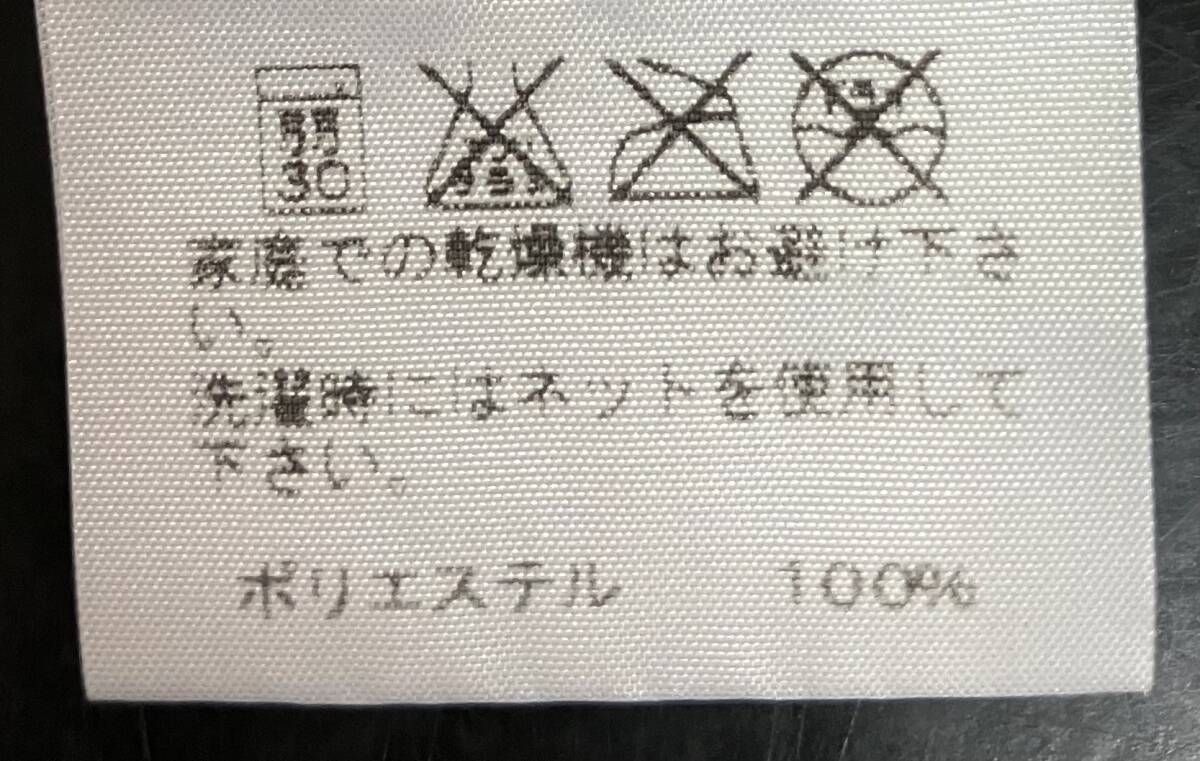 弱
30
家庭での乾燥機はお避け下さ
い。
洗濯時にはネットを使用して
下さい。
ポリエステル 100%